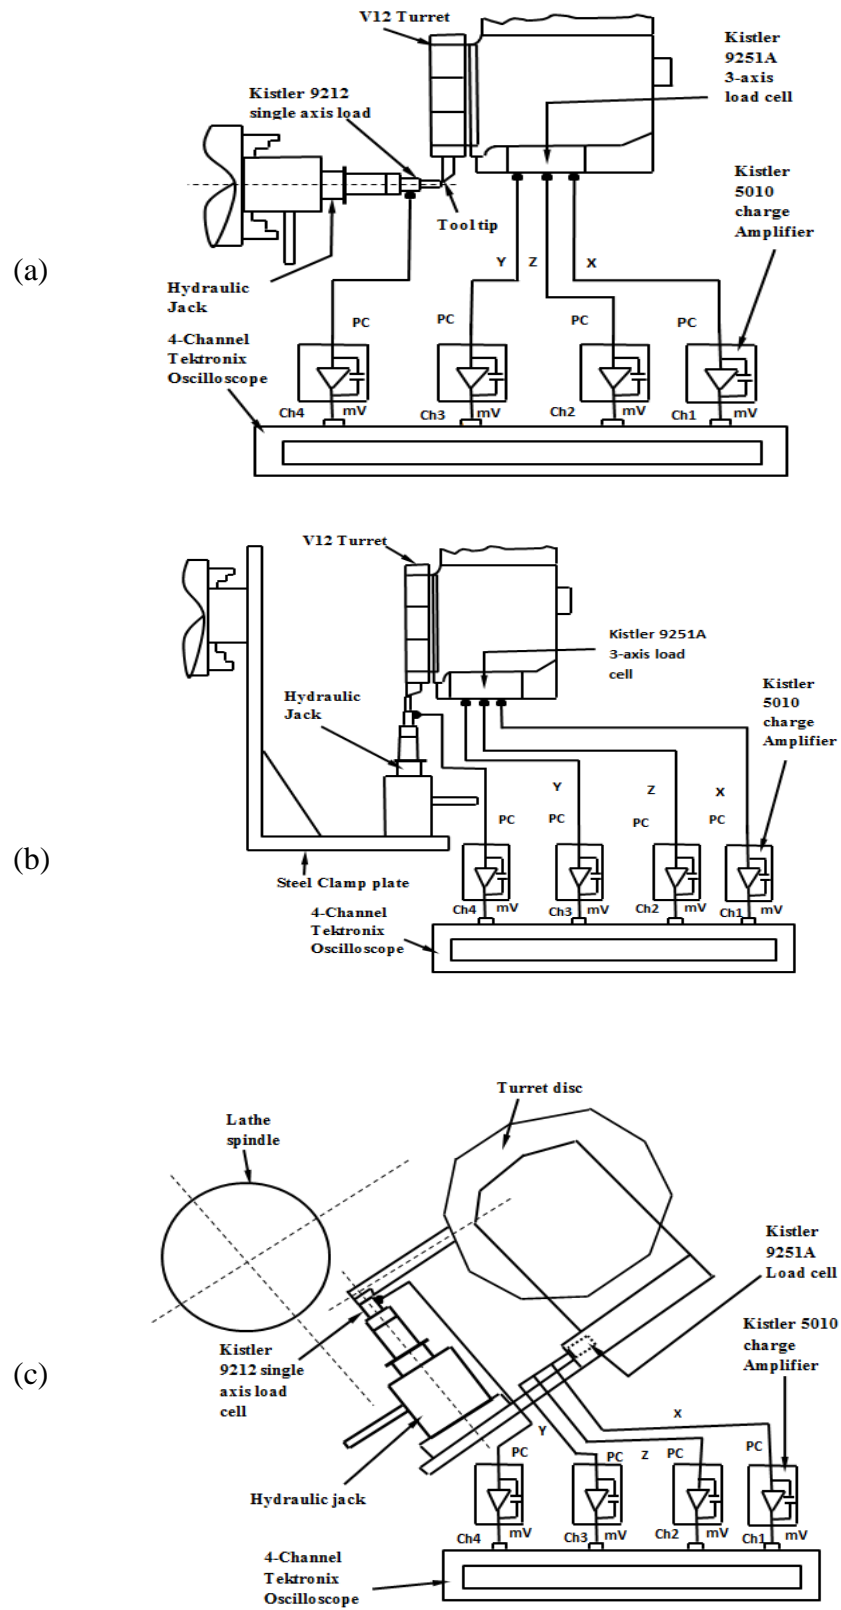 V12 Turret
Kistler
9251A
3-axis
load cell
Kistler 9212
single axis load
Kistler
5010
charge
Amplifier
Tool tip
(a)
Y
Z
X
Hydraulic
Jack
PC
PC
PC
PC
4-Channel
Tektronix
Oscilloscope
Ch4
mV
Ch3
mV
Ch2
mV
Ch1
mV
V12 Turret
Kistler 9251A
3-axis load
cell
Hydraulic
Jack
Kistler
5010
charge
Amplifier
Y
Z
X
PC
PC
PC
PC
(b)
Steel Clamp plate
4-Channel
Tektronix
Oscilloscope
Ch4
mV
Ch3
mV
Ch2
mV
Ch1
mV
Turret disc
Lathe
spindle
Kistler
9251A
Load cell
Kistler 5010
charge
Amplifier
Kistler
9212 single
axis load
cell
(c)
X
Y
Z
PC
PC
PC
PC
Hydraulic jack
Ch4
mV
Ch3
mV
Ch2
mV
Ch1
mV
4-Channel
Tektronix
Oscilloscope